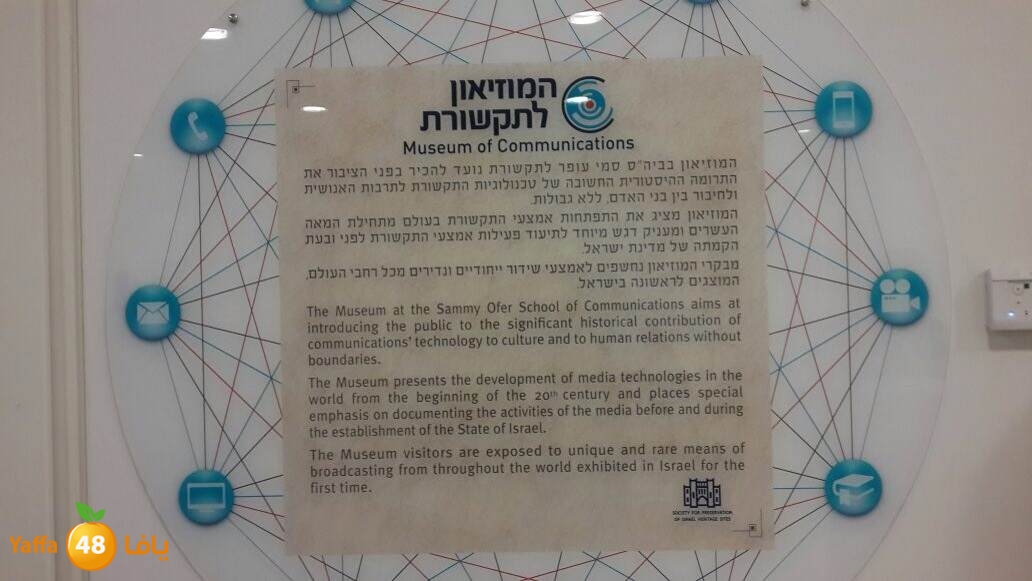 המוזיאון
לתקשורת
Museum of Communications
המוזיאון בביה"ס סמי עופר לתקשורת נועד להכיר בפני הציבור את
התרומה ההיסטורית החשובה של טכנולוגיות התקשורת לתרבות האנושית
ולחיבור בין בני האדם, ללא גבולות.
המוזיאון מציג את התפתחות אמצעי התקשורת בעולם מתחילת המאה
העשרים ומעניק דגש מיוחד לתיעוד פעילות אמצעי התקשורת לפני ובעת
הקמתה של מדינת ישראל.
מבקרי המוזיאון נחשפים לאמצעי שידור ייחודיים ונדירים מכל רחבי העולם,
המוצגים לראשונה בישראל.
The Museum at the Sammy Ofer School of Communications aims at
introducing the public to the significant historical contribution of
communications' technology to culture and to human relations without
boundaries.
The Museum presents the development of media technologies in the
world from the beginning of the 20th century and places special
emphasis on documenting the activities of the media before and during
the establishment of the State of Israel.
The Museum visitors are exposed to unique and rare means of
broadcasting from throughout the world exhibited in Israel for the
first time.
SOCIETY FOR PRESERVATION
OF ISRAEL HERITAGE SITES
Yaffa 48 يافا